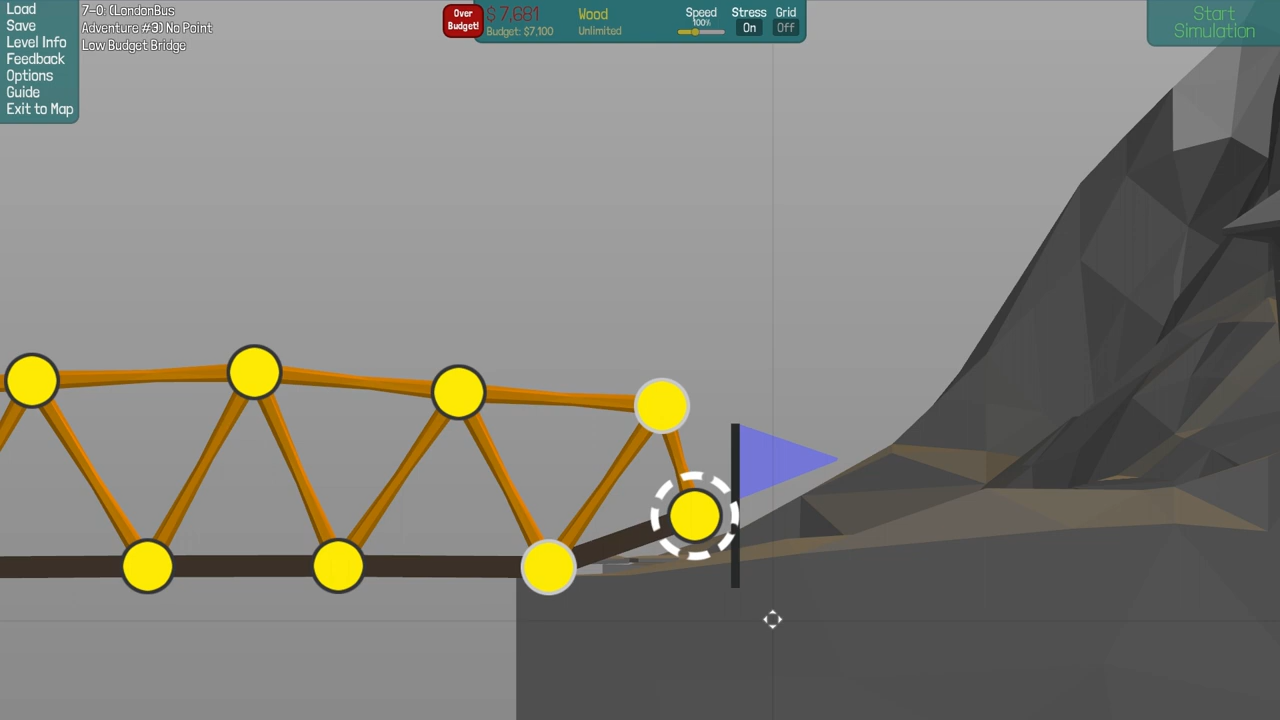 Load
Save
Level Info
Feedback
Options
Guide
Exit to Map
7-0: (LondonBus
Adventure #3) No Point
Low Budget Bridge
Over
Budget!
$ 7,681
Budget: $7,100
Wood
Unlimited
Speed
100%
Stress
On
Grid
Off
Start
Simulation